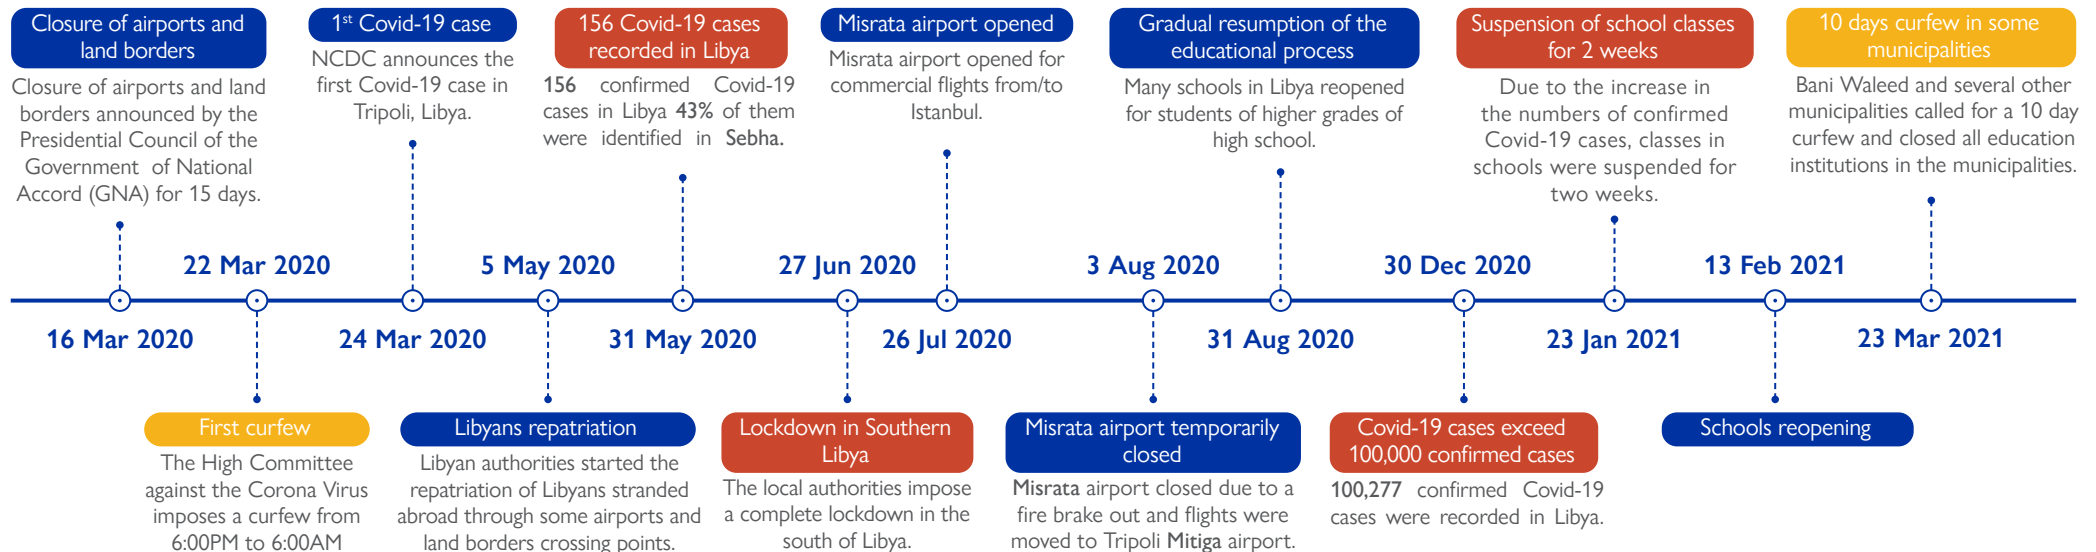 Closure of airports and
land borders
Closure of airports and land
borders announced by the
Presidential Council of the
Government of National
Accord (GNA) for 15 days.
16 Mar 2020
22 Mar 2020
First curfew
The High Committee
against the Corona Virus
imposes a curfew from
6:00PM to 6:00AM
1st Covid-19 case
NCDC announces the
first Covid-19 case in
Tripoli, Libya.
24 Mar 2020
5 May 2020
Libyans repatriation
Libyan authorities started the
repatriation of Libyans stranded
abroad through some airports and
land borders crossing points.
156 Covid-19 cases
recorded in Libya
156 confirmed Covid-19
cases in Libya 43% of them
were identified in Sebha.
31 May 2020
27 Jun 2020
Lockdown in Southern
Libya
The local authorities impose
a complete lockdown in the
south of Libya.
Misrata airport opened
Misrata airport opened for
commercial flights from/to
Istanbul.
26 Jul 2020
3 Aug 2020
Misrata airport temporarily
closed
Misrata airport closed due to a
fire brake out and flights were
moved to Tripoli Mitiga airport.
Gradual resumption of the
educational process
Many schools in Libya reopened
for students of higher grades of
high school.
31 Aug 2020
30 Dec 2020
Covid-19 cases exceed
100,000 confirmed cases
100,277 confirmed Covid-19
cases were recorded in Libya.
Suspension of school classes
for 2 weeks
Due to the increase in
the numbers of confirmed
Covid-19 cases, classes in
schools were suspended for
two weeks.
23 Jan 2021
13 Feb 2021
Schools reopening
10 days curfew in some
municipalities
Bani Waleed and several other
municipalities called for a 10 day
curfew and closed all education
institutions in the municipalities.
23 Mar 2021